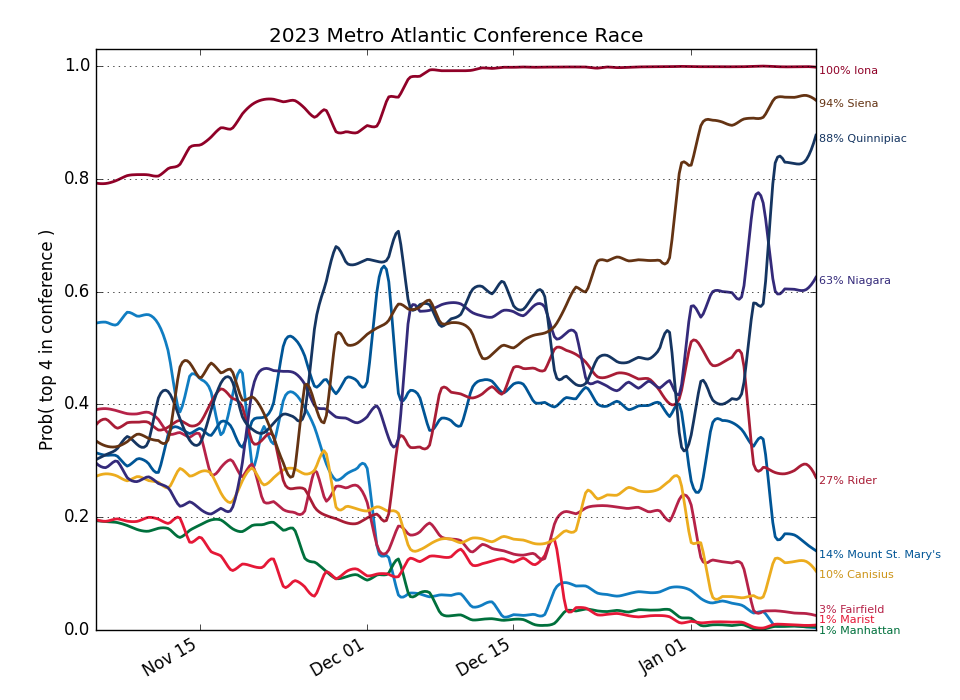 2023 Metro Atlantic Conference Race
Prob( top 4 in conference )
1.0
0.8
0.6
0.4
0.2
0.0
Nov 15
Dec 01
Dec 15
Jan 01
100% Iona
94% Siena
88% Quinnipiac
63% Niagara
27% Rider
14% Mount St. Mary's
10% Canisius
3% Fairfield
1% Marist
1% Manhattan